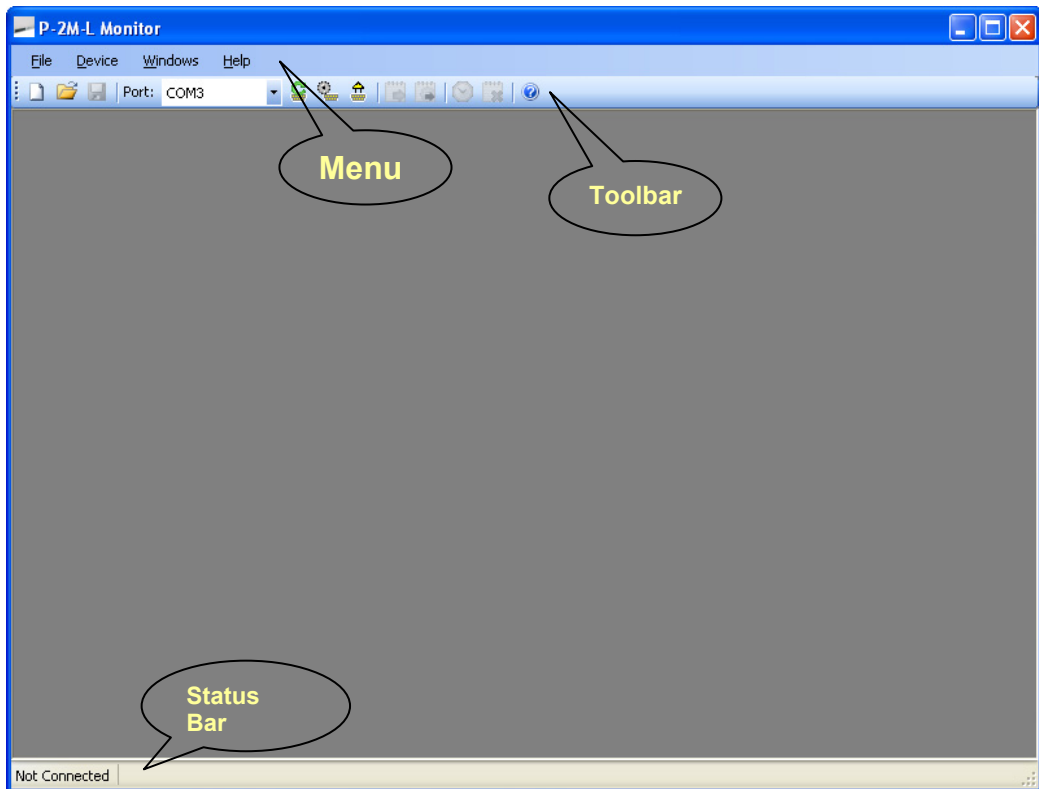 P-2M-L Monitor
File Device Windows Help
Port: COM3
Menu
Toolbar
Status
Bar
Not Connected